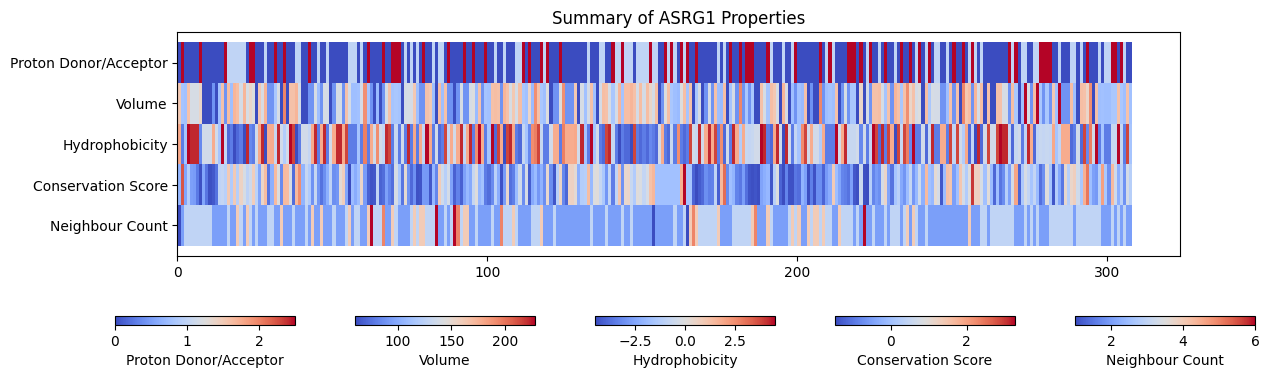 Summary of ASRG1 Properties
Proton Donor/Acceptor
Volume
Hydrophobicity
Conservation Score
Neighbour Count
0 100 200 300
0 1 2 100 150 200 −2.5 0.0 2.5 0 2 2 4 6
Proton Donor/Acceptor Volume Hydrophobicity Conservation Score Neighbour Count